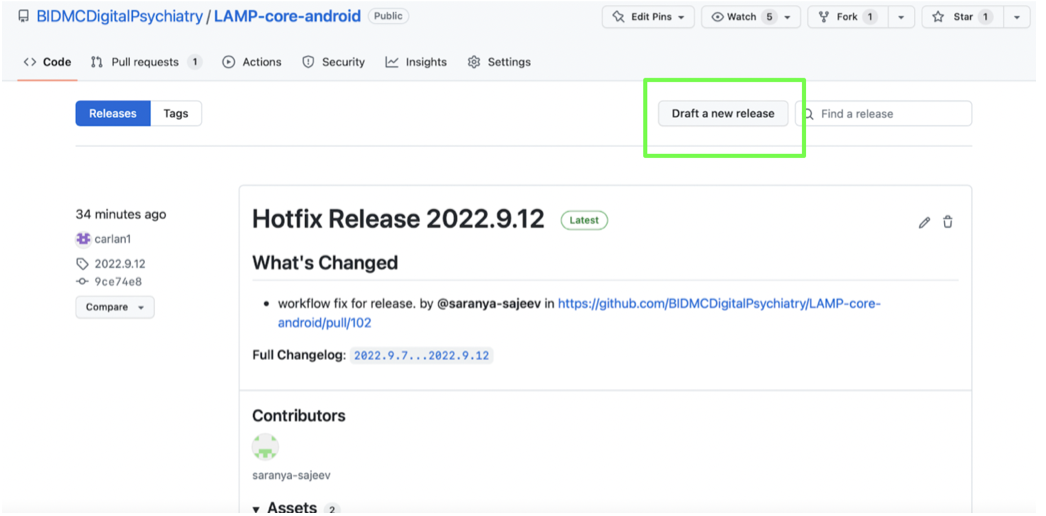 BIDMCDigitalPsychiatry / LAMP-core-android Public
Edit Pins Watch 5 Fork 1 Star 1
Code Pull requests 1 Actions Security Insights Settings
Releases Tags Draft a new release Find a release
34 minutes ago
carlan1
2022.9.12
9ce74e8
Compare
Hotfix Release 2022.9.12 Latest
What's Changed
• workflow fix for release. by @saranya-sajeev in https://github.com/BIDMCDigitalPsychiatry/LAMP-core-
android/pull/102
Full Changelog: 2022.9.7...2022.9.12
Contributors
saranya-sajeev
Assets 2